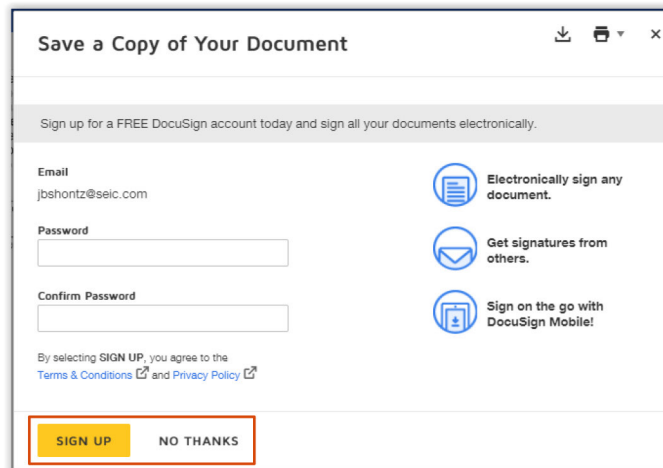 Save a Copy of Your Document
Sign up for a FREE DocuSign account today and sign all your documents electronically.
Email
jbshontz@seic.com
Password
Confirm Password
By selecting SIGN UP, you agree to the
Terms & Conditions and Privacy Policy
SIGN UP NO THANKS
Electronically sign any
document.
Get signatures from
others.
Sign on the go with
DocuSign Mobile!